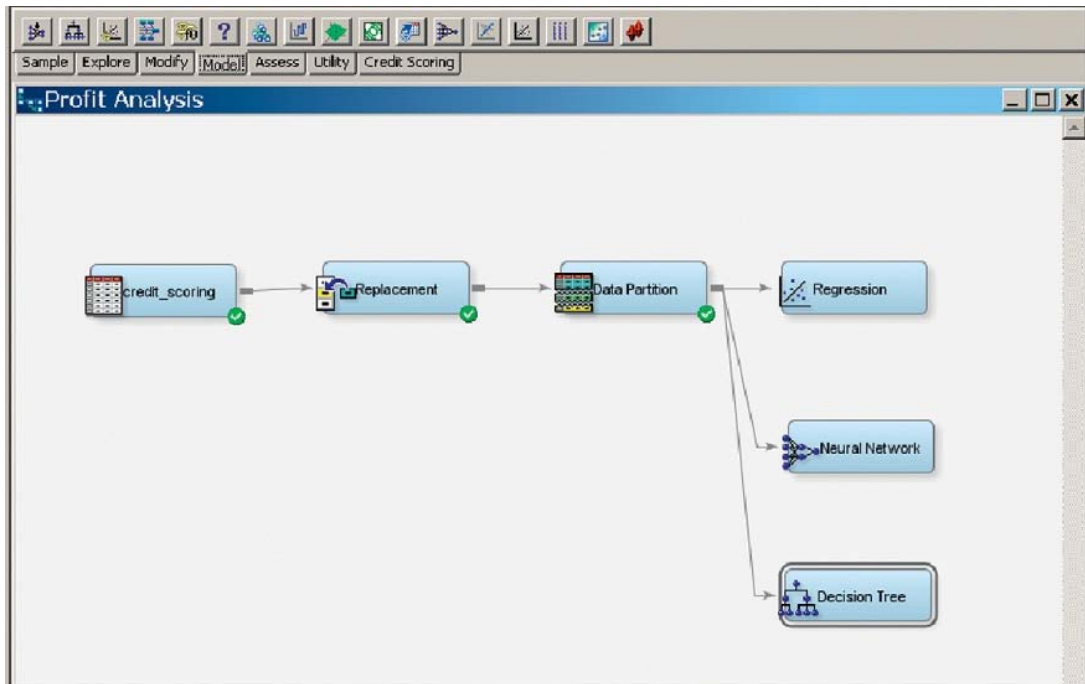 Sample Explore Modify Model Assess Utility Credit Scoring
Profit Analysis
credit_scoring
Replacement
Data Partition
Regression
Neural Network
Decision Tree